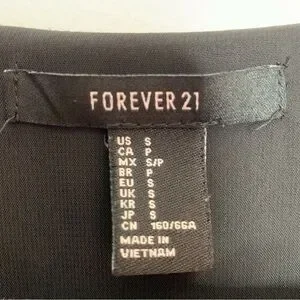 FOREVER 21
US S
CA P
MX S/P
BR P
EU S
UK S
KR S
JP S
CN 160/66A
MADE IN
VIETNAM